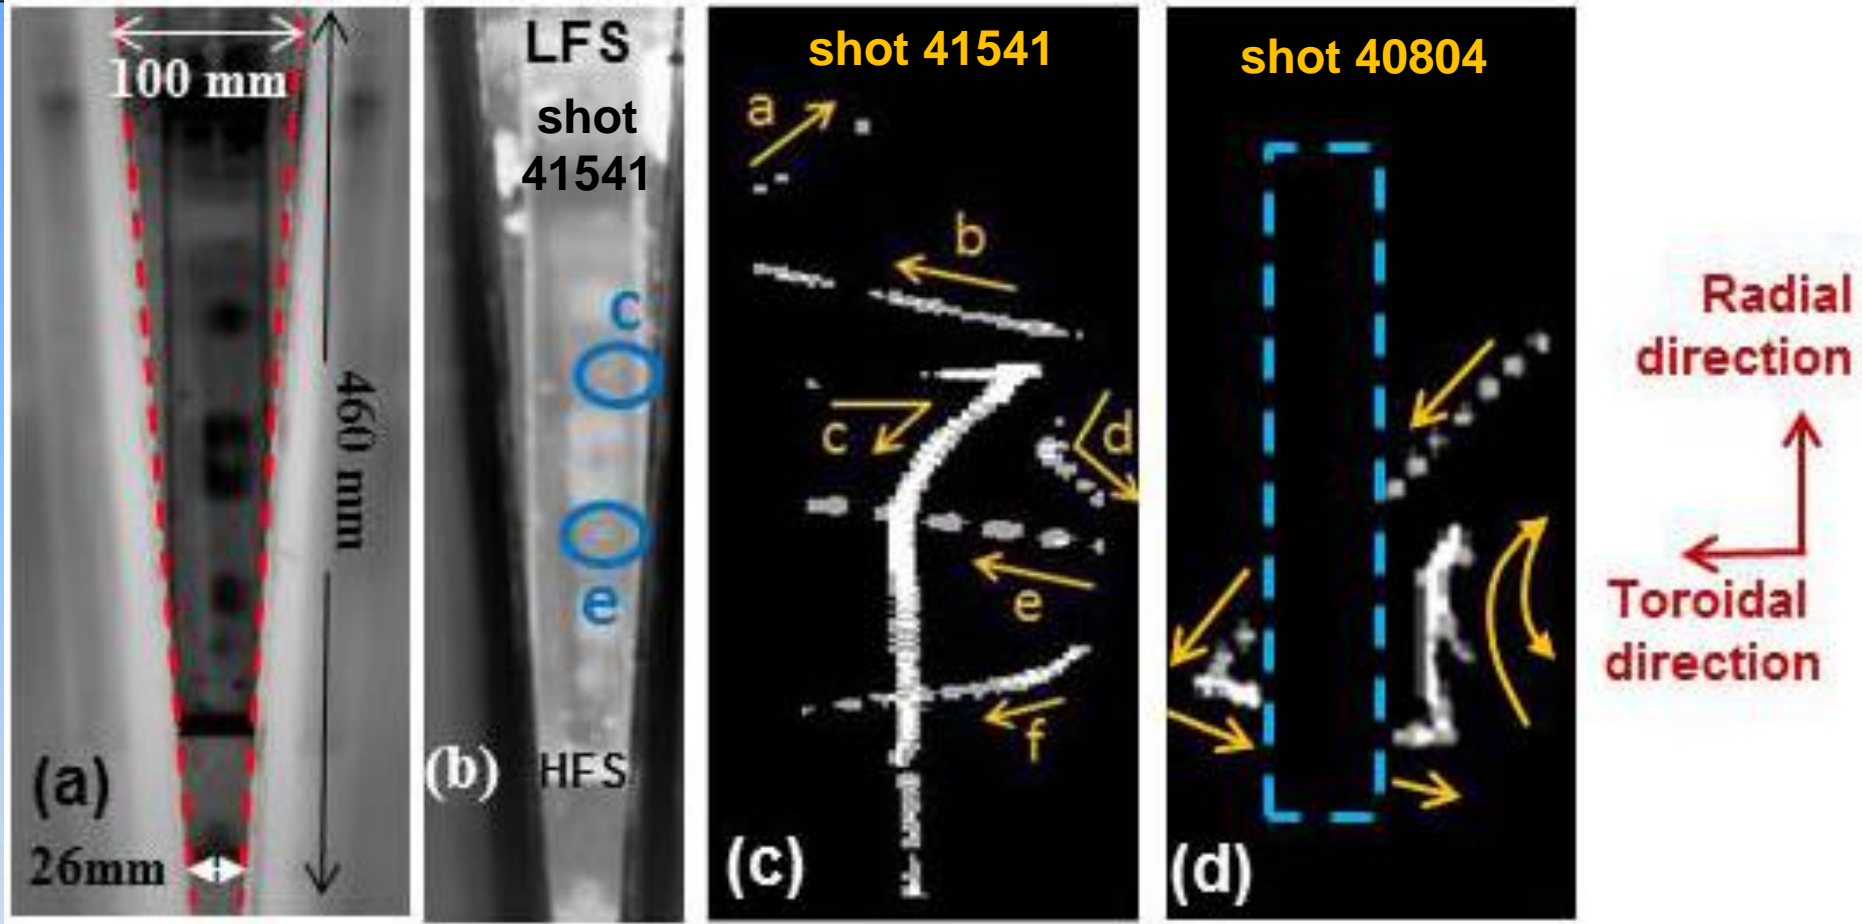 100 mm
460 mm
(a)
26mm
LFS
shot
41541
c
e
(b)
HFS
shot 41541
a
b
c
d
e
f
(c)
shot 40804
(d)
Radial
direction
Toroidal
direction